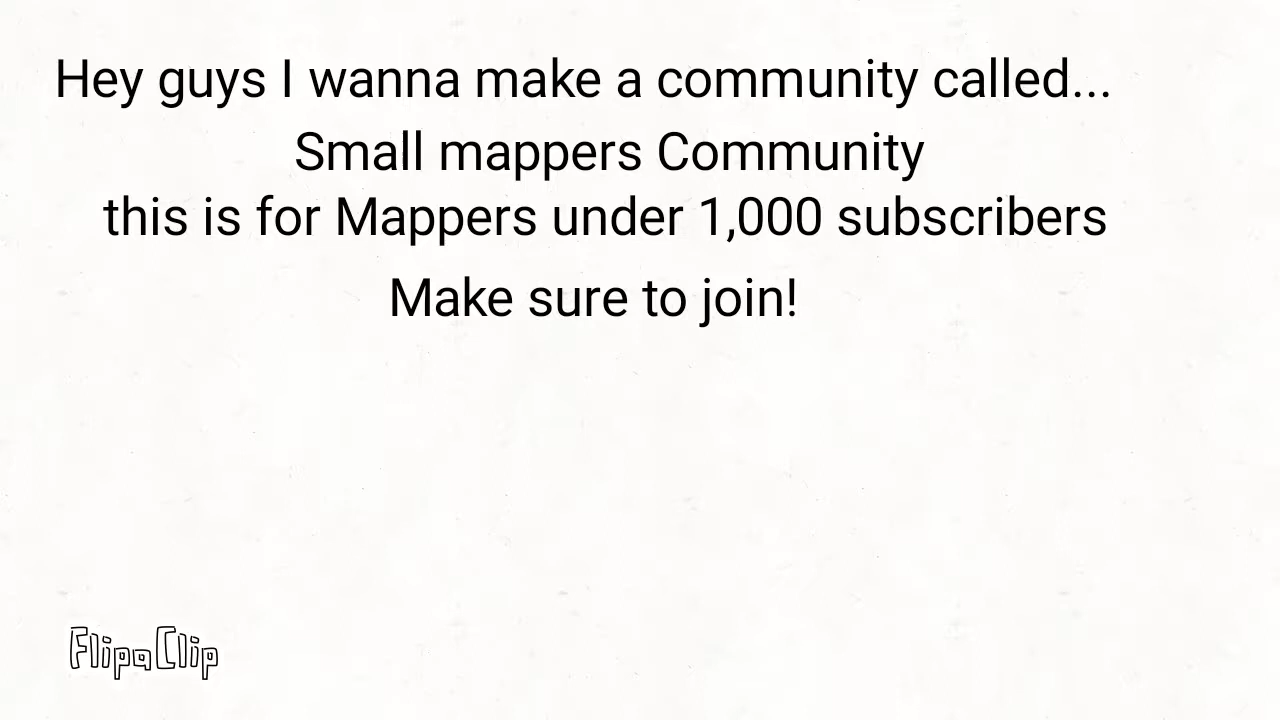 Hey guys I wanna make a community called...
Small mappers Community
this is for Mappers under 1,000 subscribers
Make sure to join!
FlipaClip